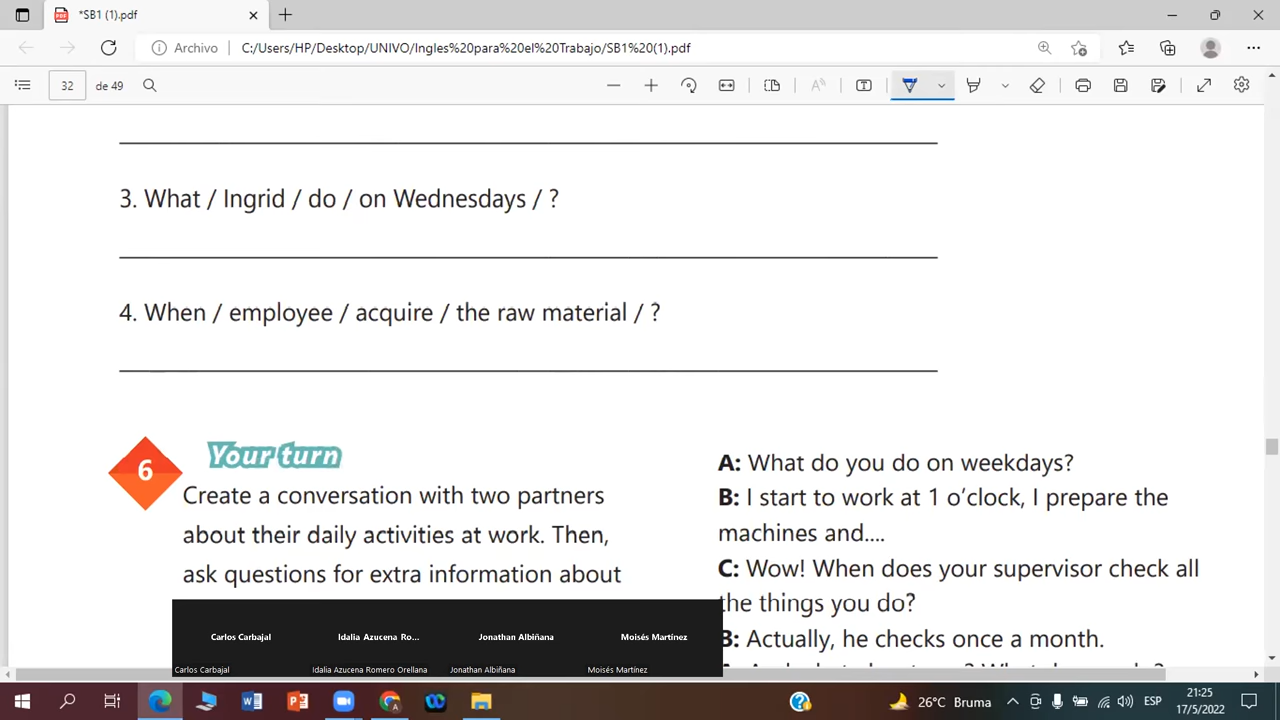 *SB1 (1).pdf
Archivo
C:/Users/HP/Desktop/UNIVO/Ingles%20para%20el%20Trabajo/SB1%20(1).pdf
32
de 49
3. What / Ingrid / do / on Wednesdays / ?
4. When / employee / acquire / the raw material / ?
6
Your turn
Create a conversation with two partners
about their daily activities at work. Then,
ask questions for extra information about
A: What do you do on weekdays?
B: I start to work at 1 o’clock, I prepare the
machines and....
C: Wow! When does your supervisor check all
the things you do?
B: Actually, he checks once a month.
Carlos Carbajal
Idalia Azucena Ro...
Jonathan Albiñana
Moisés Martínez
Carlos Carbajal
Idalia Azucena Romero Orellana
Jonathan Albiñana
Moisés Martínez
26°C Bruma
ESP
21:25
17/5/2022